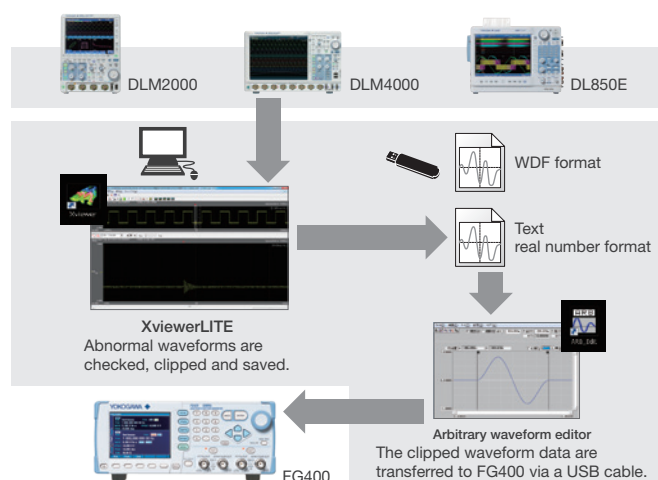 DLM2000
DLM4000
DL850E
WDF format
Xviewer
Text
real number format
XviewerLITE
Abnormal waveforms are
checked, clipped and saved.
YOKOGAWA
FG400
Arbitrary waveform editor
The clipped waveform data are
transferred to FG400 via a USB cable.